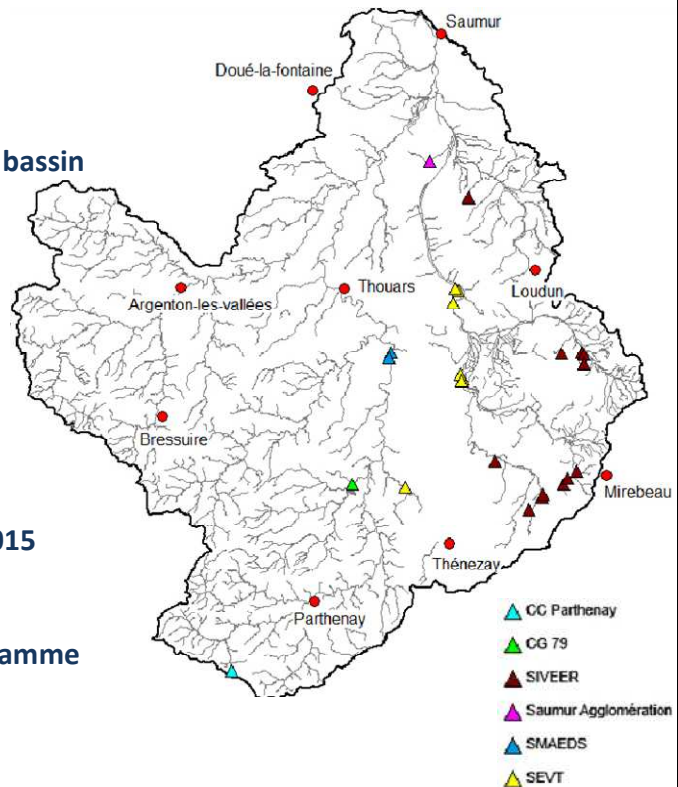 Saumur
Doué-la-fontaine
bassin
Argenton-les-vallées
Thouars
Loudun
Bressuire
Mirebeau
015
Thénezay
Parthenay
amme
CC Parthenay
CG 79
SIVEER
Saumur Agglomération
SMAEDS
SEVT